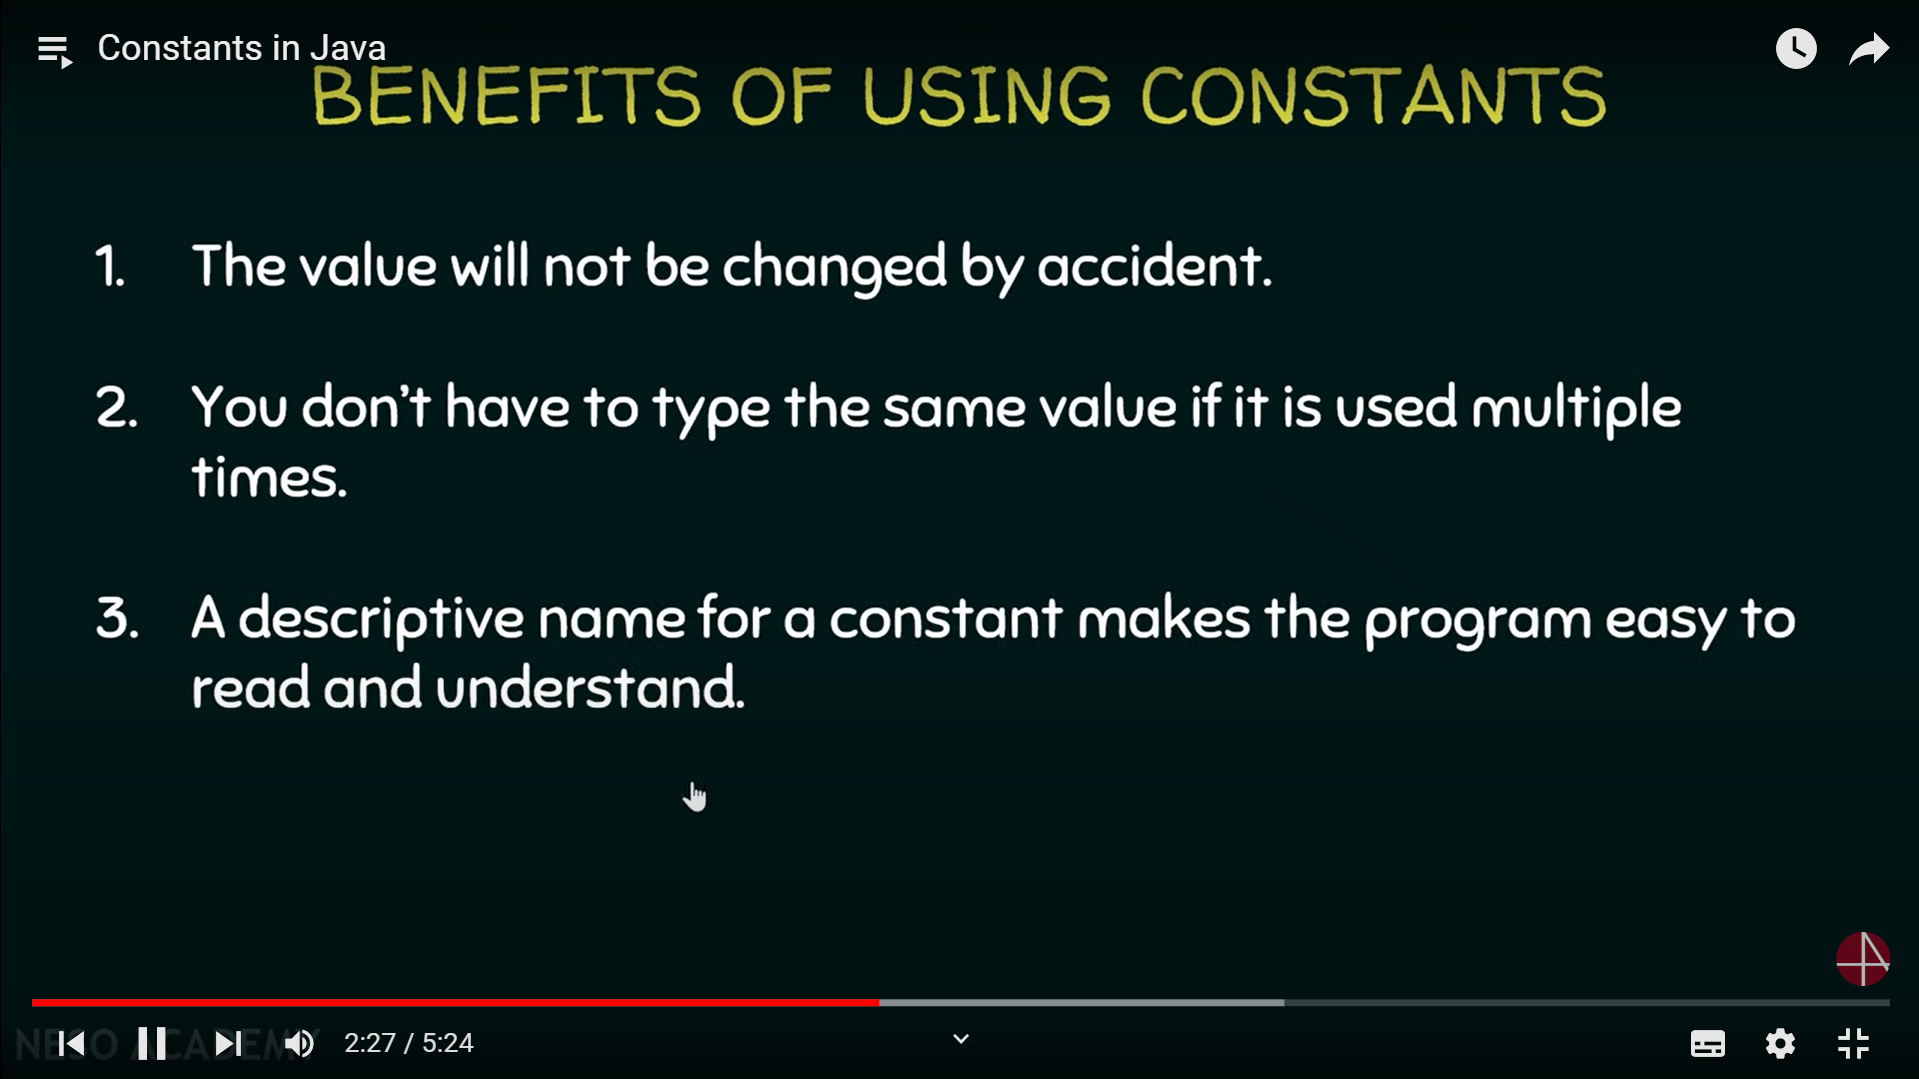 Constants in Java
BENEFITS OF USING CONSTANTS
1. The value will not be changed by accident.
2. You don't have to type the same value if it is used multiple
times.
3. A descriptive name for a constant makes the program easy to
read and understand.
NESO ACADEMY
2:27 / 5:24